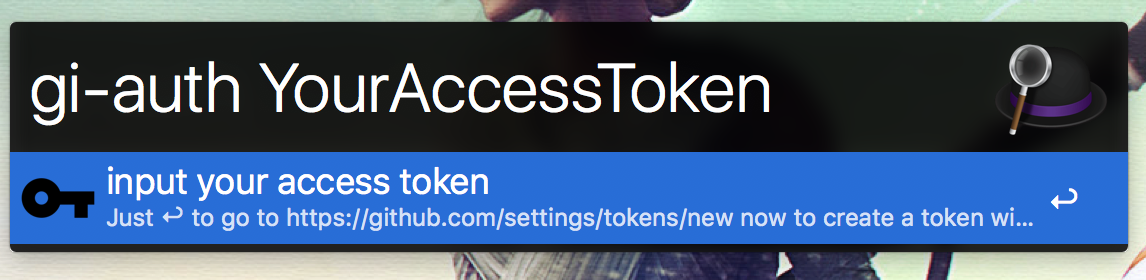 gi-auth YourAccessToken
input your access token
Just ↩ to go to https://github.com/settings/tokens/new now to create a token wi...